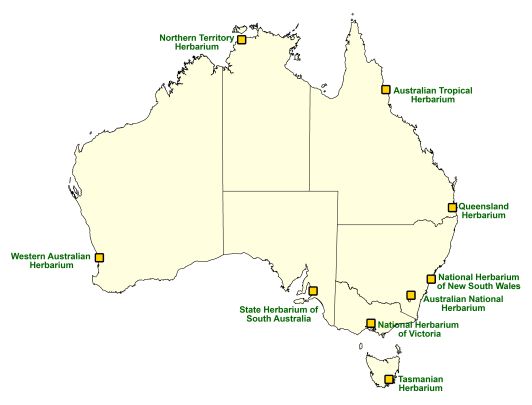 Northern Territory
Herbarium
Australian Tropical
Herbarium
Queensland
Herbarium
Western Australian
Herbarium
National Herbarium
of New South Wales
Australian National
Herbarium
State Herbarium of
South Australia
National Herbarium
of Victoria
Tasmanian
Herbarium